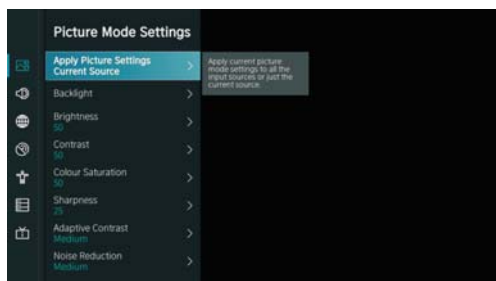 Picture Mode Settings
Apply Picture Settings
Current Source
Apply current picture
mode settings to all the
input sources or just the
current source.
Backlight
Brightness
50
Contrast
50
Colour Saturation
50
Sharpness
25
Adaptive Contrast
Medium
Noise Reduction
Medium